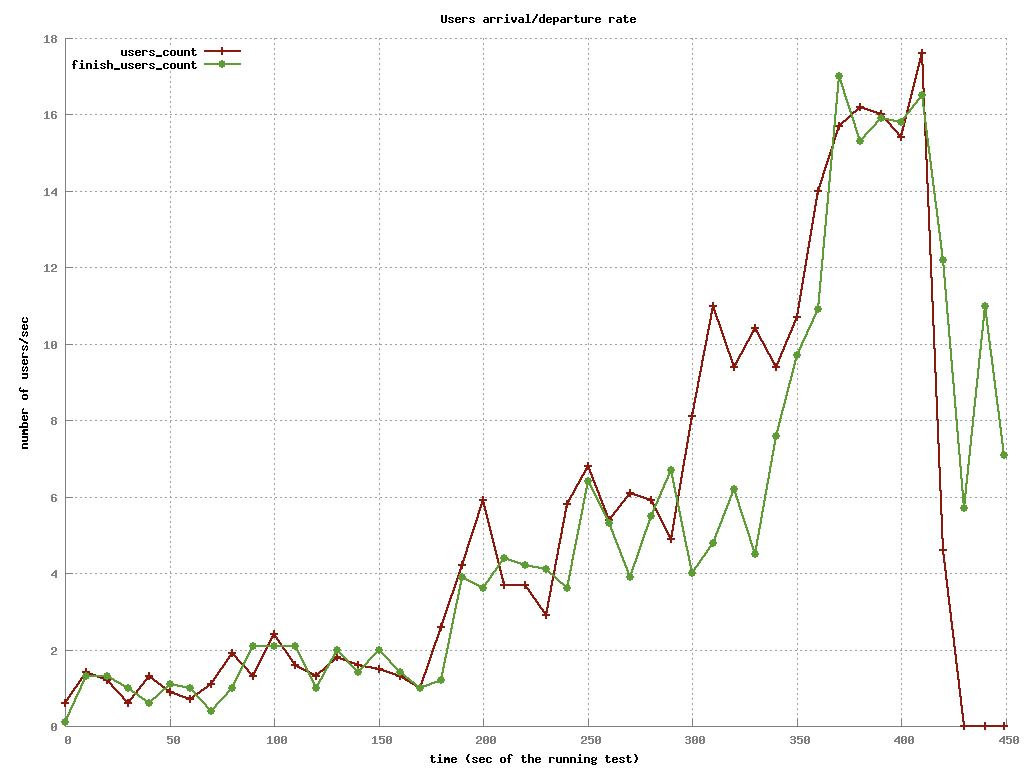 Users arrival/departure rate
users_count
finish_users_count
18
16
14
12
10
8
6
4
2
0
number of users/sec
0 50 100 150 200 250 300 350 400 450
time (sec of the running test)